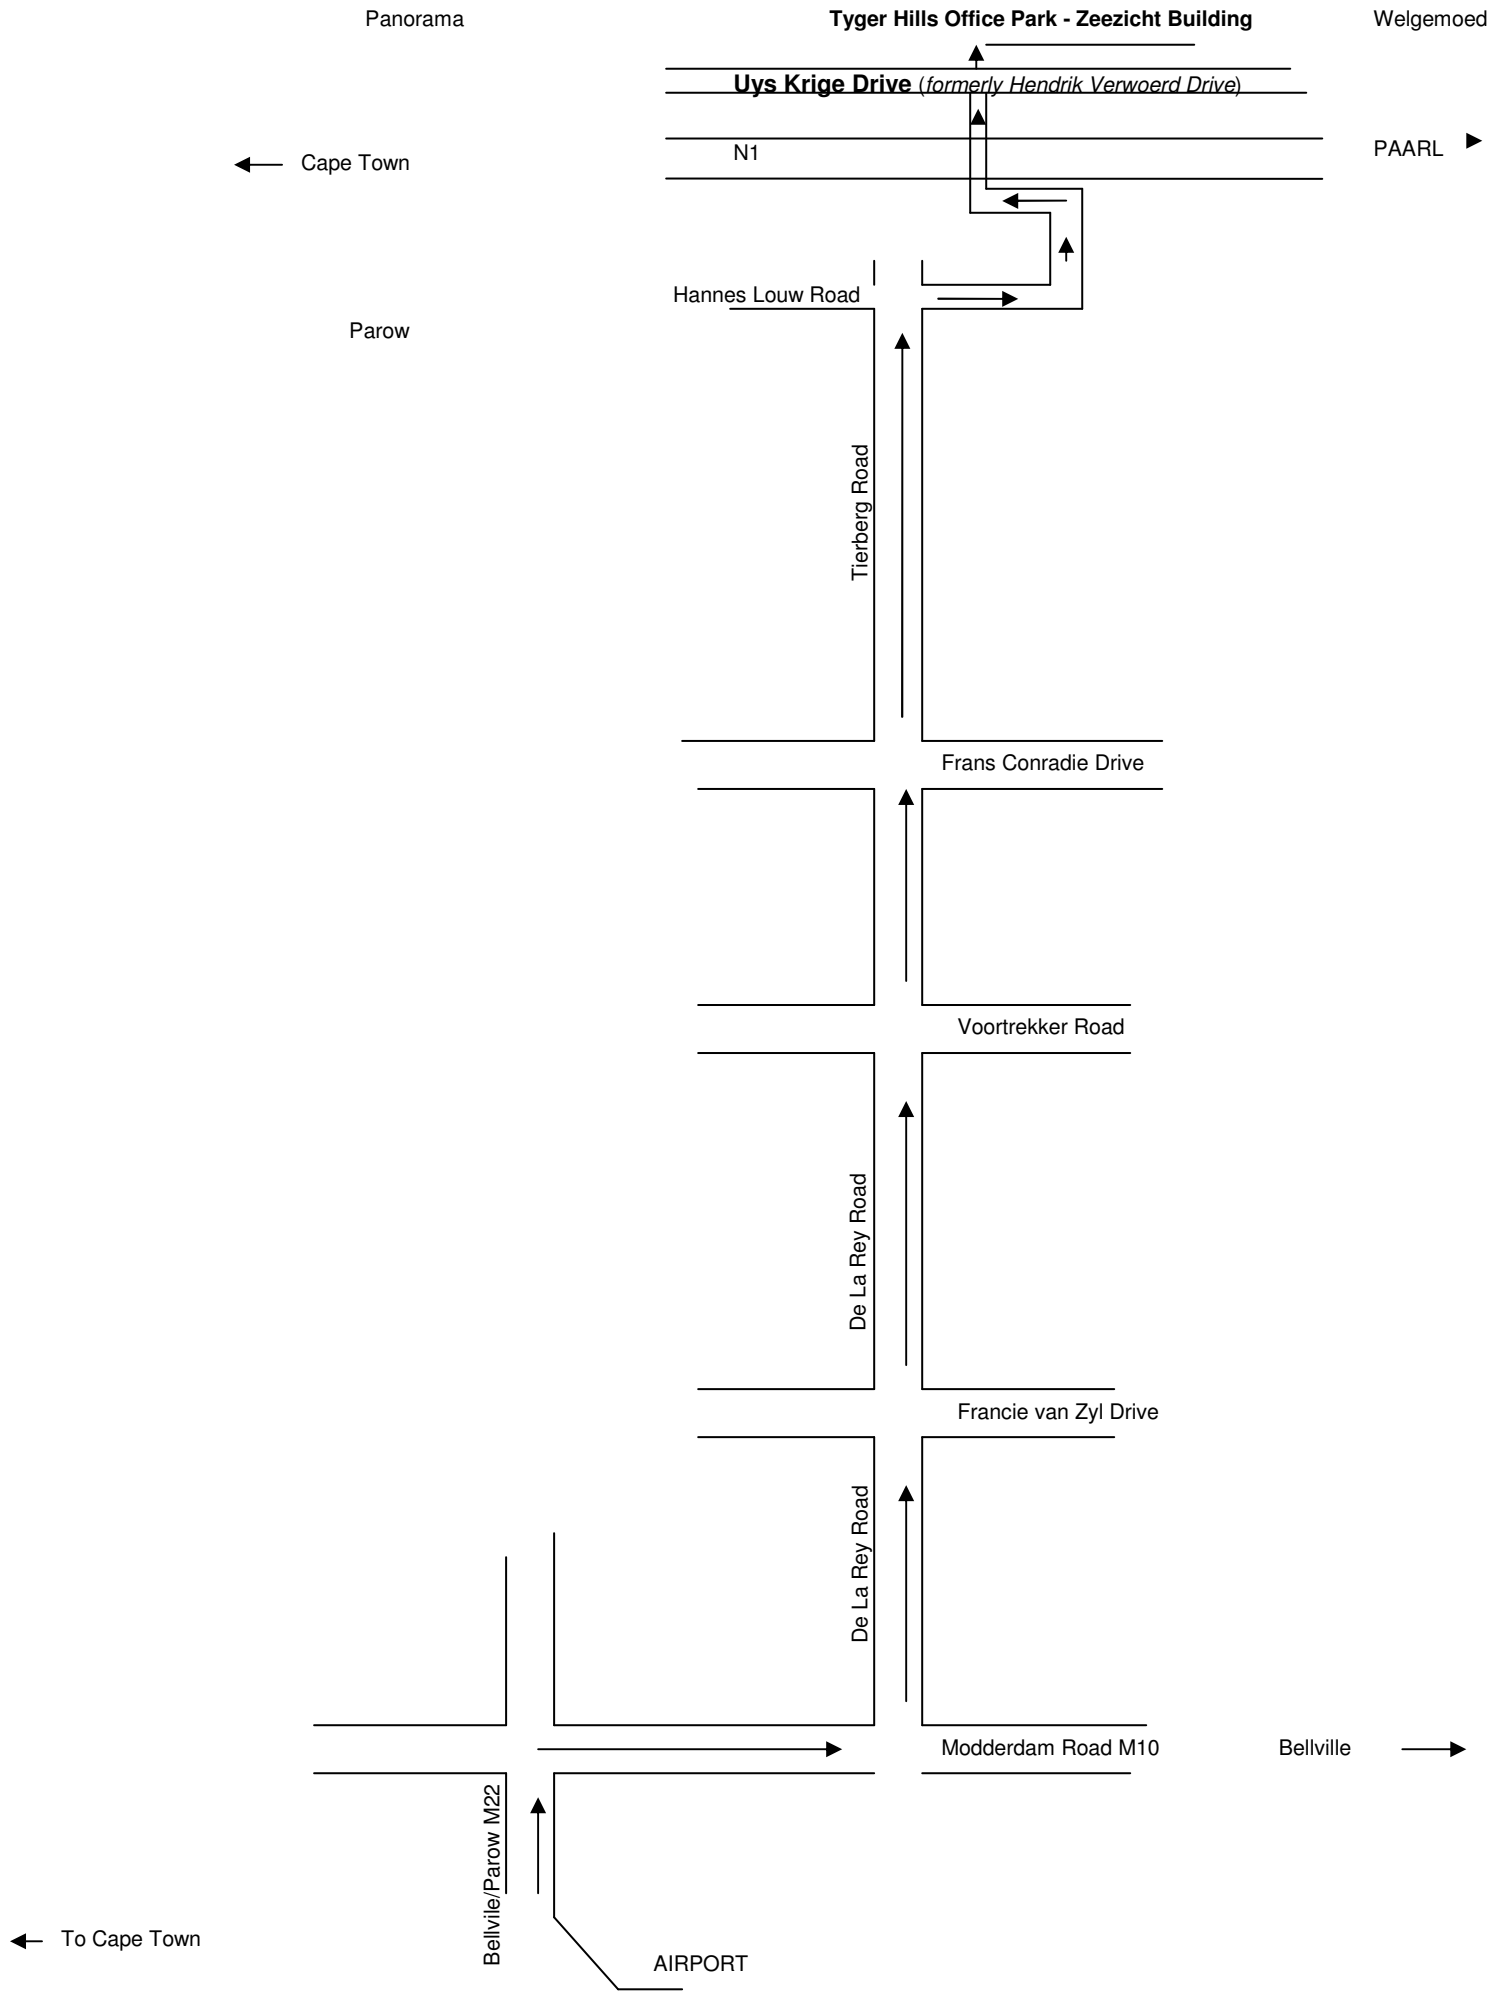 Panorama
Tyger Hills Office Park - Zeezicht Building
Welgemoed
Uys Krige Drive (formerly Hendrik Verwoerd Drive)
N1
PAARL
Cape Town
Hannes Louw Road
Parow
Tierberg Road
Frans Conradie Drive
Voortrekker Road
De La Rey Road
Francie van Zyl Drive
De La Rey Road
Modderdam Road M10
Bellville
Bellvile/Parow M22
To Cape Town
AIRPORT